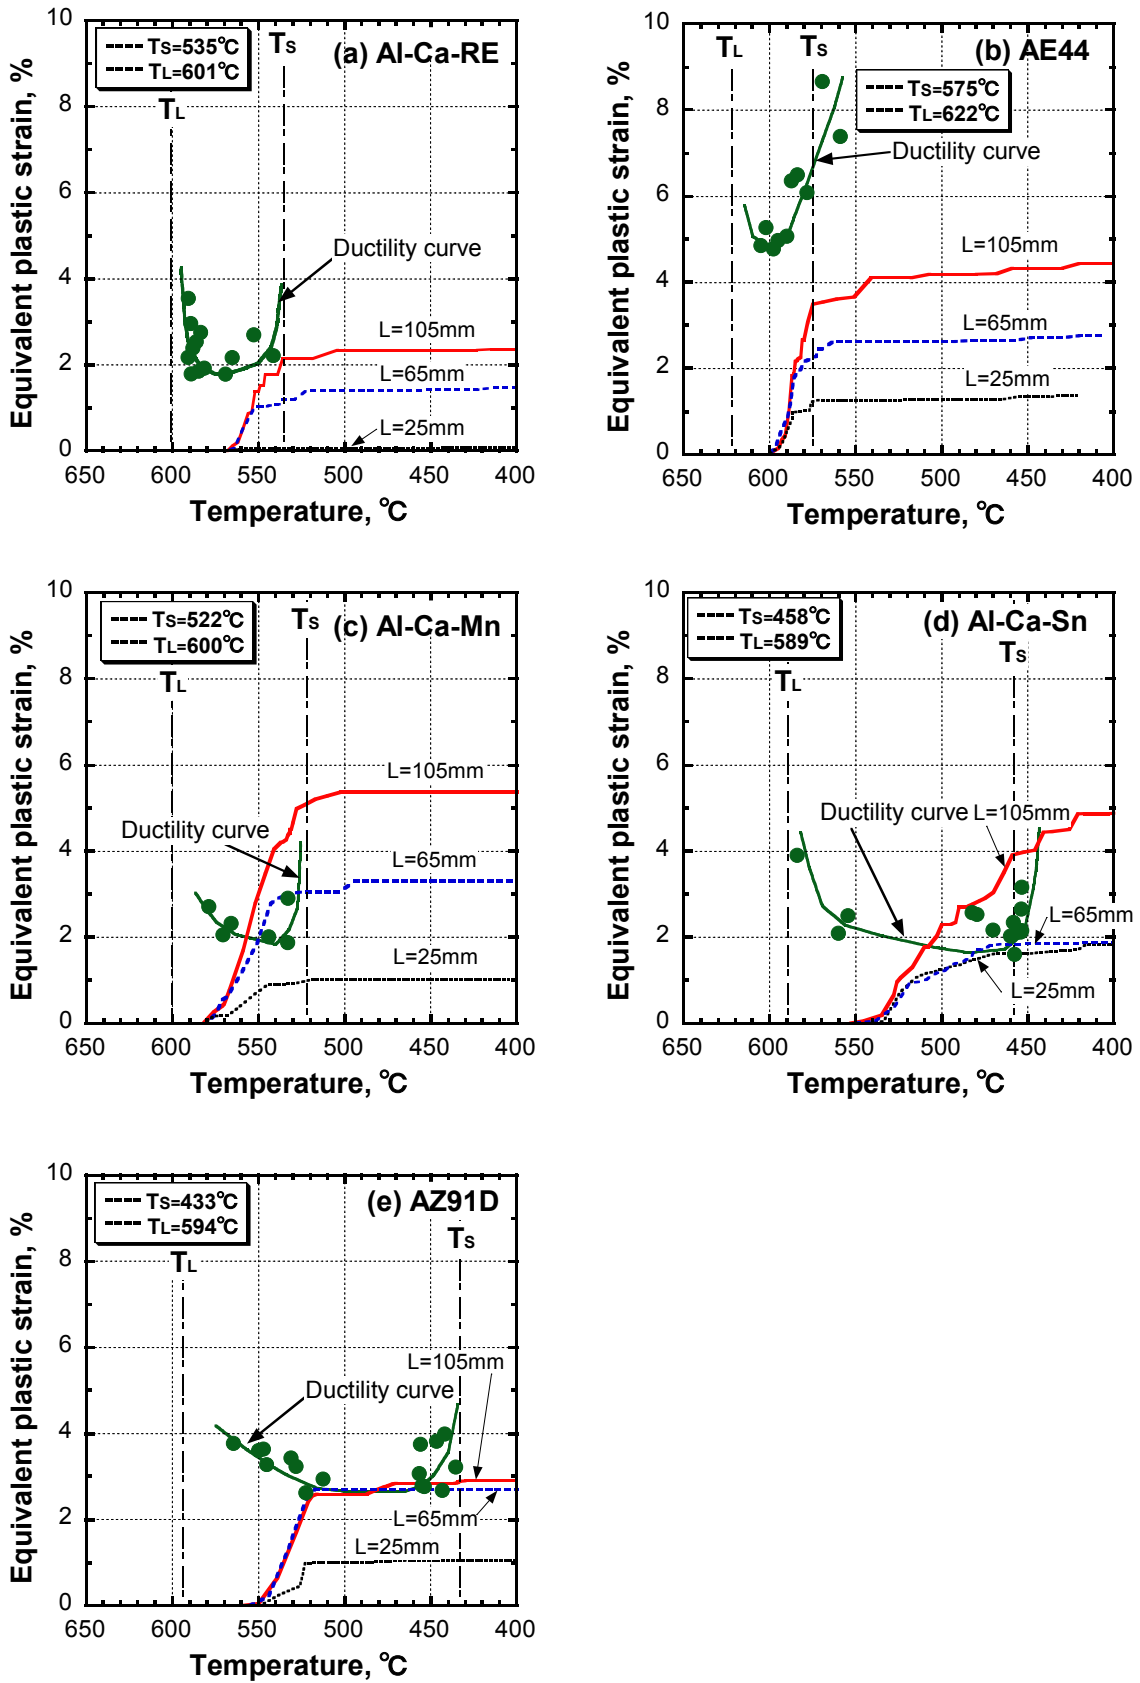 (a) Al-Ca-RE
TS=535℃
TL=601℃
TS
TL
Ductility curve
L=105mm
L=65mm
L=25mm
Equivalent plastic strain, %
10
8
6
4
2
0
650 600 550 500 450 400
Temperature, ℃
(b) AE44
TL
TS
TS=575℃
TL=622℃
Ductility curve
L=105mm
L=65mm
L=25mm
Equivalent plastic strain, %
10
8
6
4
2
0
650 600 550 500 450 400
Temperature, ℃
(c) Al-Ca-Mn
TS=522℃
TL=600℃
TS
TL
L=105mm
Ductility curve
L=65mm
L=25mm
Equivalent plastic strain, %
10
8
6
4
2
0
650 600 550 500 450 400
Temperature, ℃
(d) Al-Ca-Sn
TS=458℃
TL=589℃
TS
TL
Ductility curve
L=105mm
L=65mm
L=25mm
Equivalent plastic strain, %
10
8
6
4
2
0
650 600 550 500 450 400
Temperature, ℃
(e) AZ91D
TS=433℃
TL=594℃
TS
TL
L=105mm
Ductility curve
L=65mm
L=25mm
Equivalent plastic strain, %
10
8
6
4
2
0
650 600 550 500 450 400
Temperature, ℃